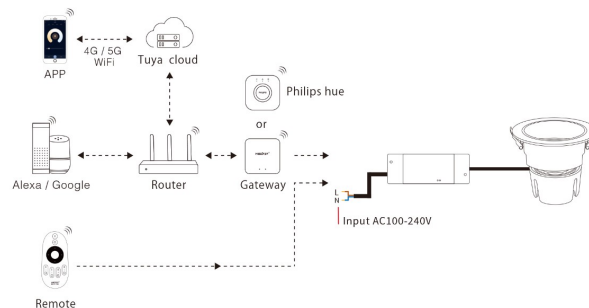 4G / 5G
WiFi
Tuya cloud
APP
Philips hue
or
Alexa / Google
Router
Gateway
L
N
Input AC100-240V
Remote